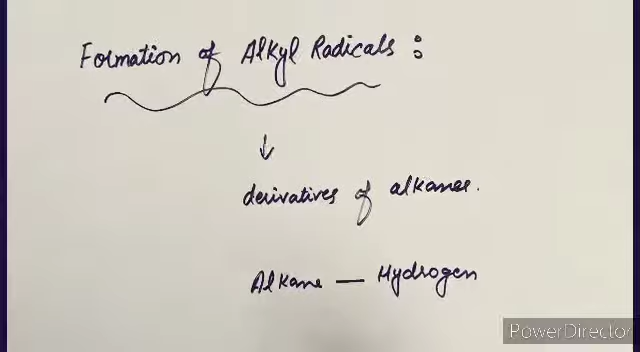 Formation of Alkyl Radicals :
derivatives of alkanes.
Alkane — Hydrogen
PowerDirector